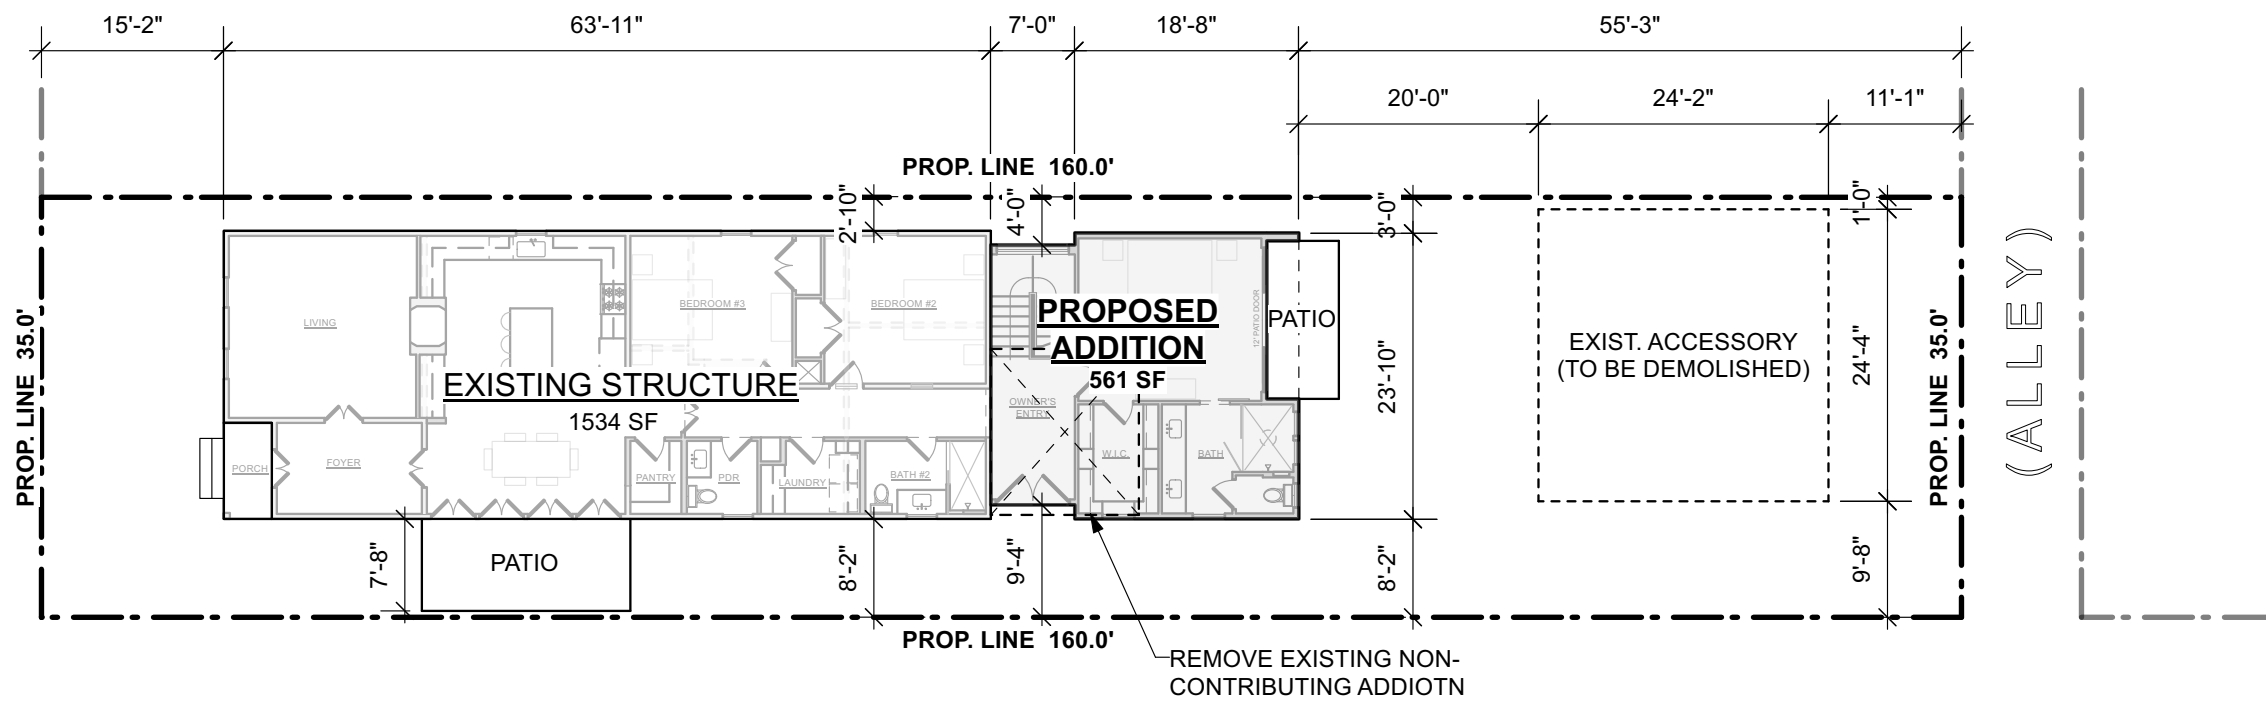 15'-2"
63'-11"
7'-0"
18'-8"
55'-3"
20'-0"
24'-2"
11'-1"
PROP. LINE 160.0'
2'-10"
4'-0"
3'-0"
1'-0"
PROP. LINE 35.0'
LIVING
BEDROOM #3
BEDROOM #2
12' PATIO DOOR
PROPOSED
ADDITION
561 SF
PATIO
EXISTING STRUCTURE
1534 SF
OWNER'S
ENTRY
23'-10"
EXIST. ACCESSORY
(TO BE DEMOLISHED)
24'-4"
PROP. LINE 35.0'
(ALLEY)
PORCH
FOYER
PANTRY
PDR
LAUNDRY
BATH #2
W.I.C.
BATH
7'-8"
PATIO
8'-2"
9'-4"
8'-2"
9'-8"
PROP. LINE 160.0'
REMOVE EXISTING NON-
CONTRIBUTING ADDIOTN